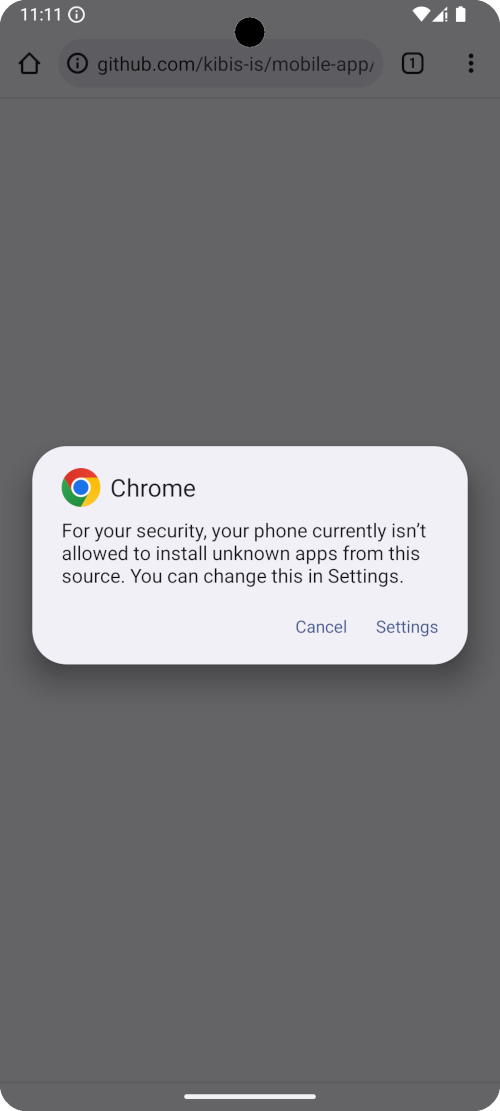 11:11
github.com/kibis-is/mobile-app/
1
Chrome
For your security, your phone currently isn’t
allowed to install unknown apps from this
source. You can change this in Settings.
Cancel Settings